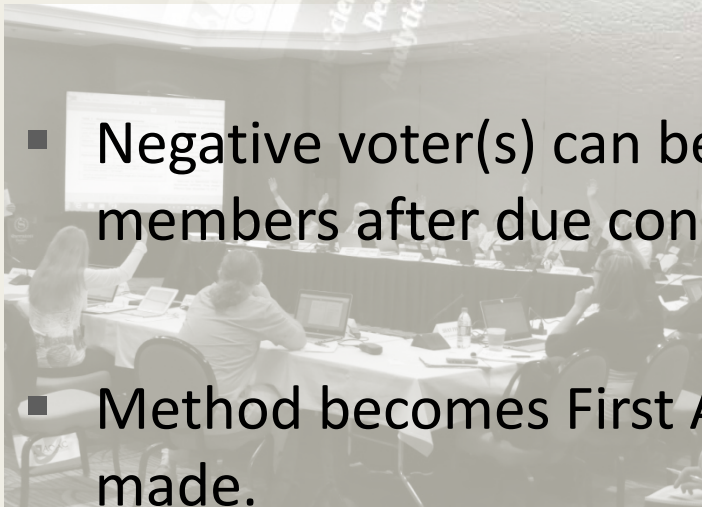 Negative voter(s) can be
members after due con
Method becomes First A
made.